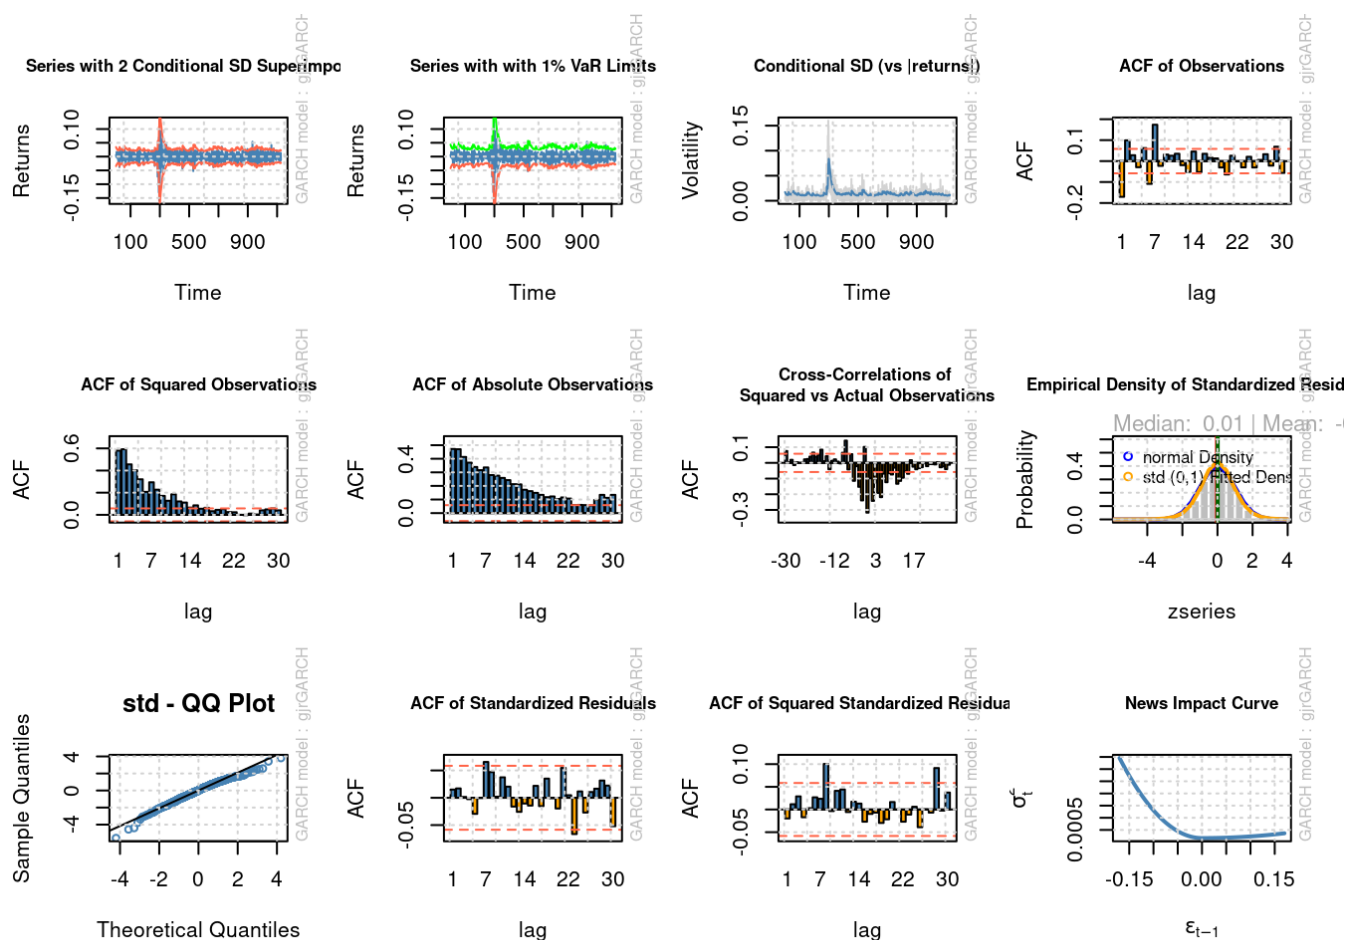 Series with 2 Conditional SD Superimpo
GARCH model : gjrGARCH
Returns
0.10
-0.15
100 500 900
Time
Series with with 1% VaR Limits
GARCH model : gjrGARCH
Returns
0.10
-0.15
100 500 900
Time
Conditional SD (vs |returns|)
GARCH model : gjrGARCH
Volatility
0.15
0.00
100 500 900
Time
ACF of Observations
GARCH model : gjrGARCH
ACF
0.1
-0.2
1 7 14 22 30
lag
ACF of Squared Observations
GARCH model : gjrGARCH
ACF
0.6
0.0
1 7 14 22 30
lag
ACF of Absolute Observations
GARCH model : gjrGARCH
ACF
0.4
0.0
1 7 14 22 30
lag
Cross-Correlations of
Squared vs Actual Observations
GARCH model : gjrGARCH
ACF
0.1
-0.3
-30 -12 3 17
lag
Empirical Density of Standardized Resid
GARCH model : gjrGARCH
Median: 0.01 | Mean: -
Probability
0.4
0.0
normal Density
std (0,1) Fitted Dens
-4 0 2 4
zseries
std - QQ Plot
GARCH model : gjrGARCH
Sample Quantiles
4
0
-4
-4 -2 0 2 4
Theoretical Quantiles
ACF of Standardized Residuals
GARCH model : gjrGARCH
ACF
-0.05
1 7 14 22 30
lag
ACF of Squared Standardized Residua
GARCH model : gjrGARCH
ACF
0.10
-0.05
1 7 14 22 30
lag
News Impact Curve
GARCH model : gjrGARCH
0.0005
-0.15 0.00 0.15
εt−1